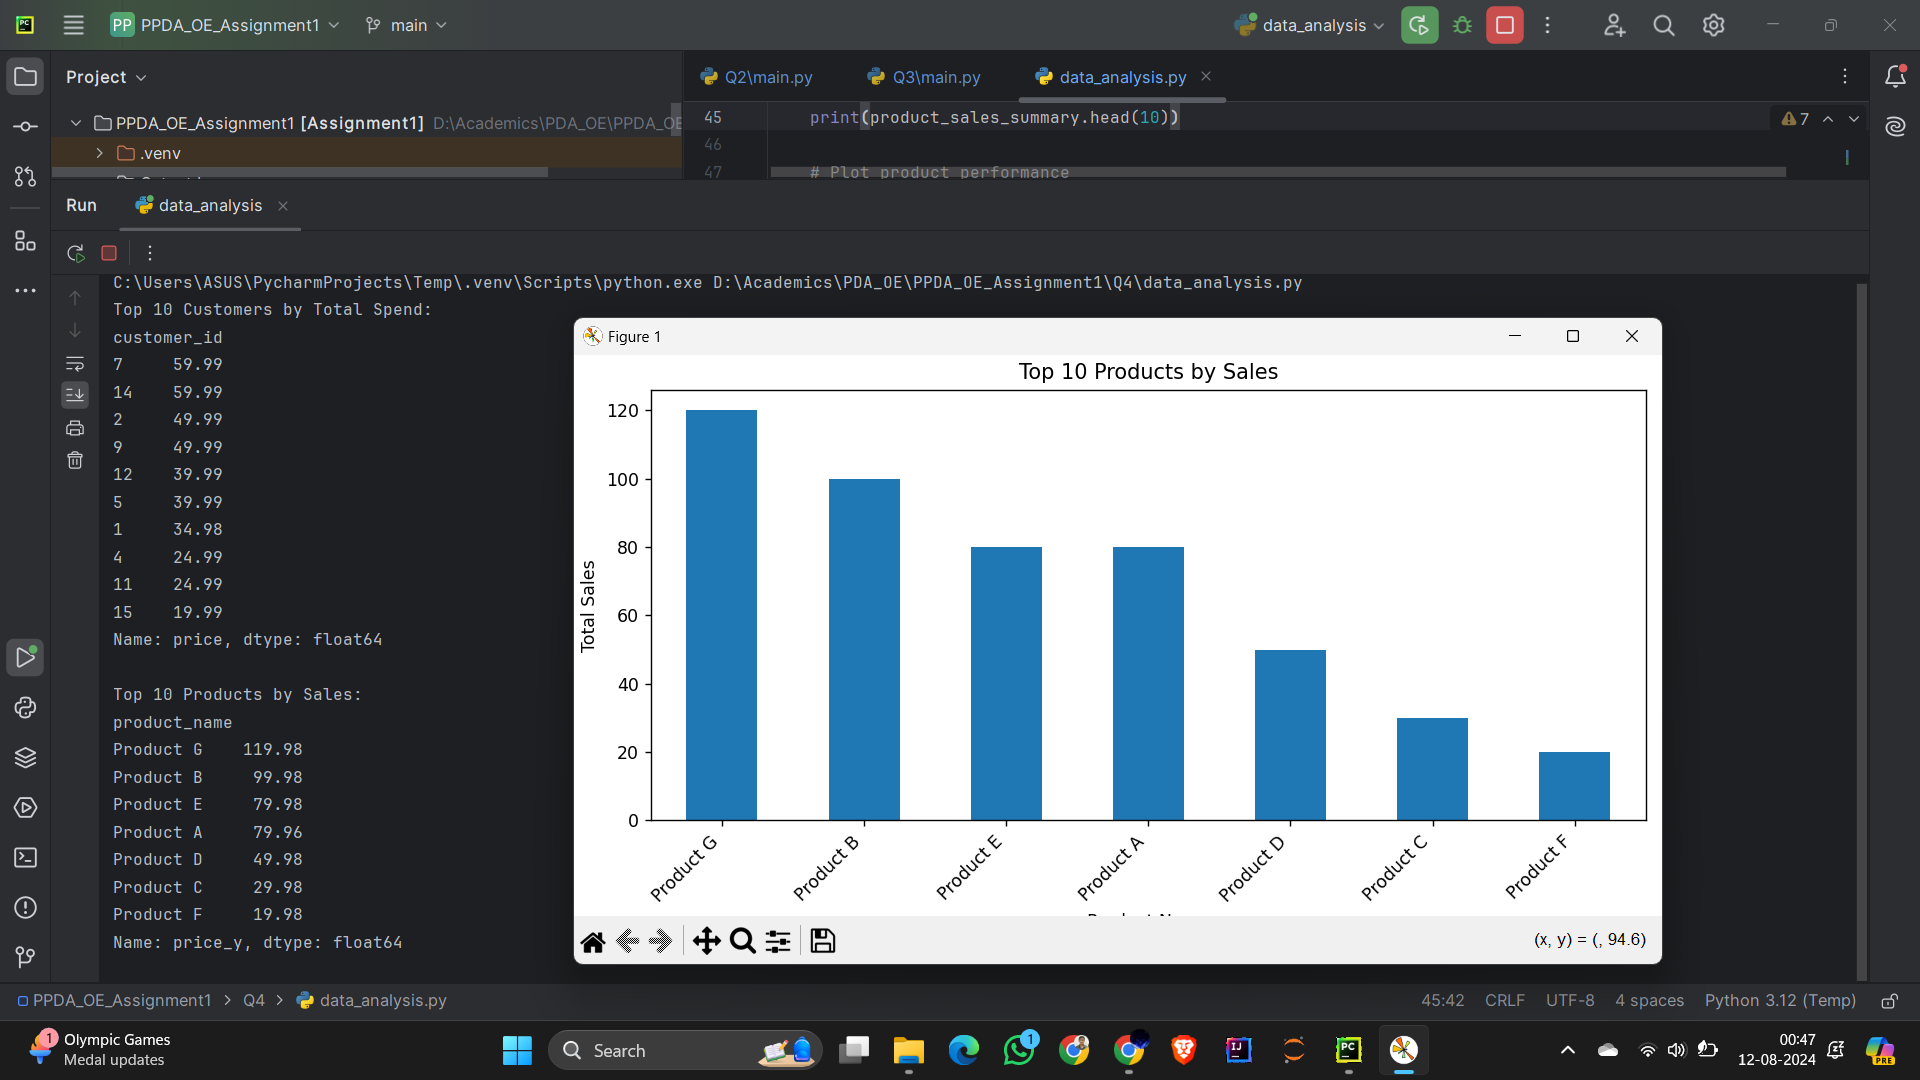 PP PPDA_OE_Assignment1 main data_analysis
Project Q2\main.py Q3\main.py data_analysis.py
PPDA_OE_Assignment1 [Assignment1] D:\Academics\PDA_OE\PPDA_OE 45 print(product_sales_summary.head(10)) 7
46
.venv
47 # Plot product performance
Run data_analysis
C:\Users\ASUS\PycharmProjects\Temp\.venv\Scripts\python.exe D:\Academics\PDA_OE\PPDA_OE_Assignment1\Q4\data_analysis.py
Top 10 Customers by Total Spend:
customer_id
7 59.99
14 59.99
2 49.99
9 49.99
12 39.99
5 39.99
1 34.98
4 24.99
11 24.99
15 19.99
Name: price, dtype: float64
Top 10 Products by Sales:
product_name
Product G 119.98
Product B 99.98
Product E 79.98
Product A 79.96
Product D 49.98
Product C 29.98
Product F 19.98
Name: price_y, dtype: float64
Figure 1
Top 10 Products by Sales
Total Sales
120
100
80
60
40
20
0
Product G Product B Product E Product A Product D Product C Product F
(x, y) = (, 94.6)
PPDA_OE_Assignment1 > Q4 > data_analysis.py 45:42 CRLF UTF-8 4 spaces Python 3.12 (Temp)
1 Olympic Games
Medal updates
Search
1
IJ
PC
00:47
12-08-2024
PRE